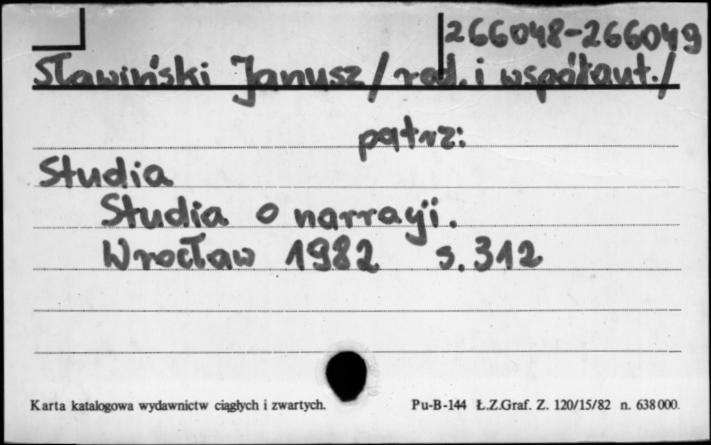 266048-266049
Sławiński Janusz /red. i współaut./
patrz:
Studia
Studia o narracji.
Wrocław 1982 s. 312
Karta katalogowa wydawnictw ciągłych i zwartych. Pu-B-144 Ł.Z.Graf. Z. 120/15/82 n. 638000.